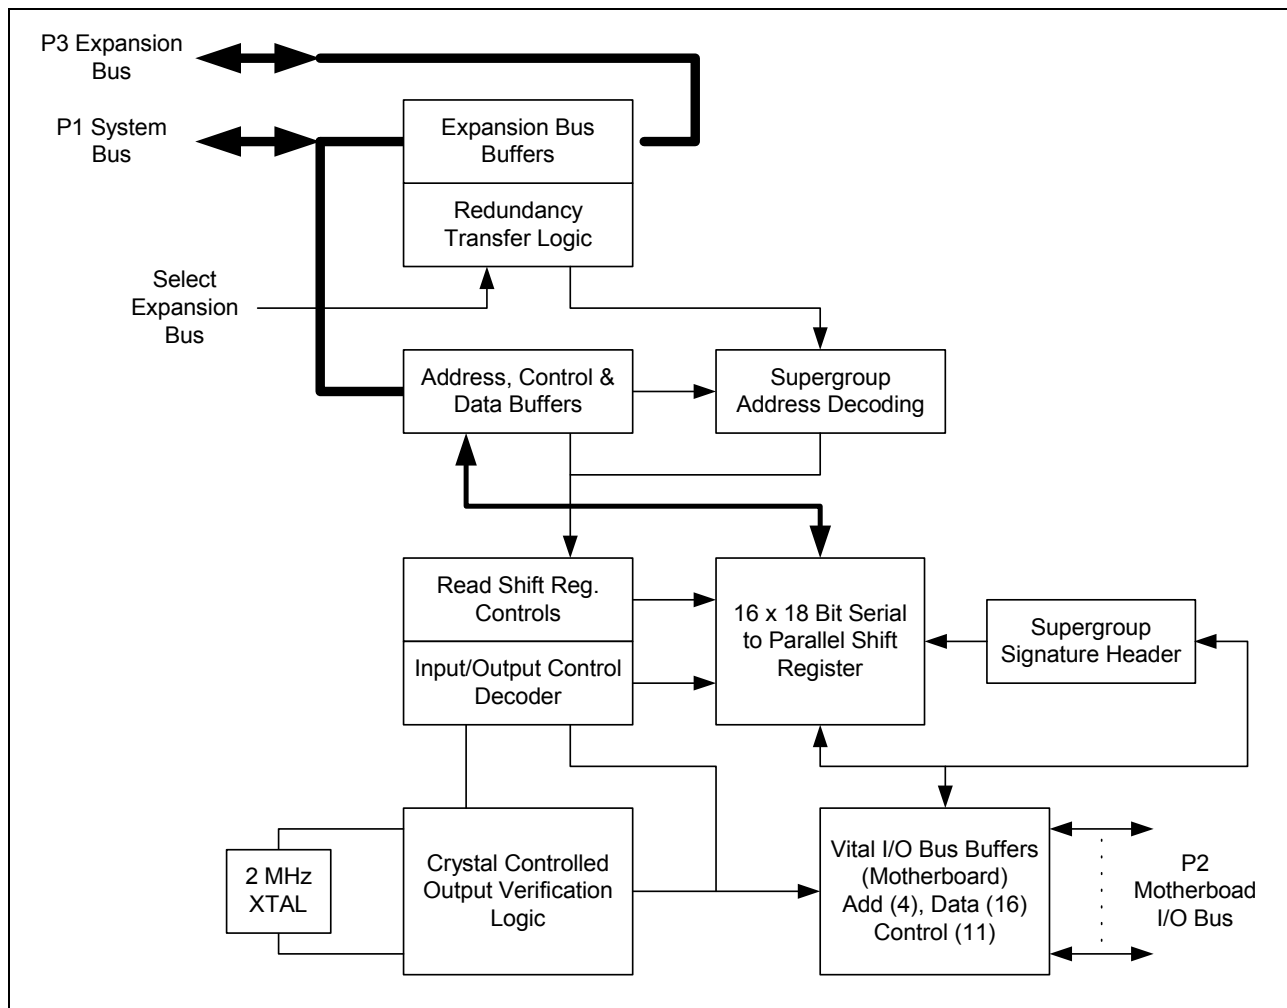 P3 Expansion
Bus
P1 System
Bus
Expansion Bus
Buffers
Redundancy
Transfer Logic
Select
Expansion
Bus
Address, Control &
Data Buffers
Supergroup
Address Decoding
Read Shift Reg.
Controls
Input/Output Control
Decoder
16 x 18 Bit Serial
to Parallel Shift
Register
Supergroup
Signature Header
2 MHz
XTAL
Crystal Controlled
Output Verification
Logic
Vital I/O Bus Buffers
(Motherboard)
Add (4), Data (16)
Control (11)
P2
Motherboad
I/O Bus